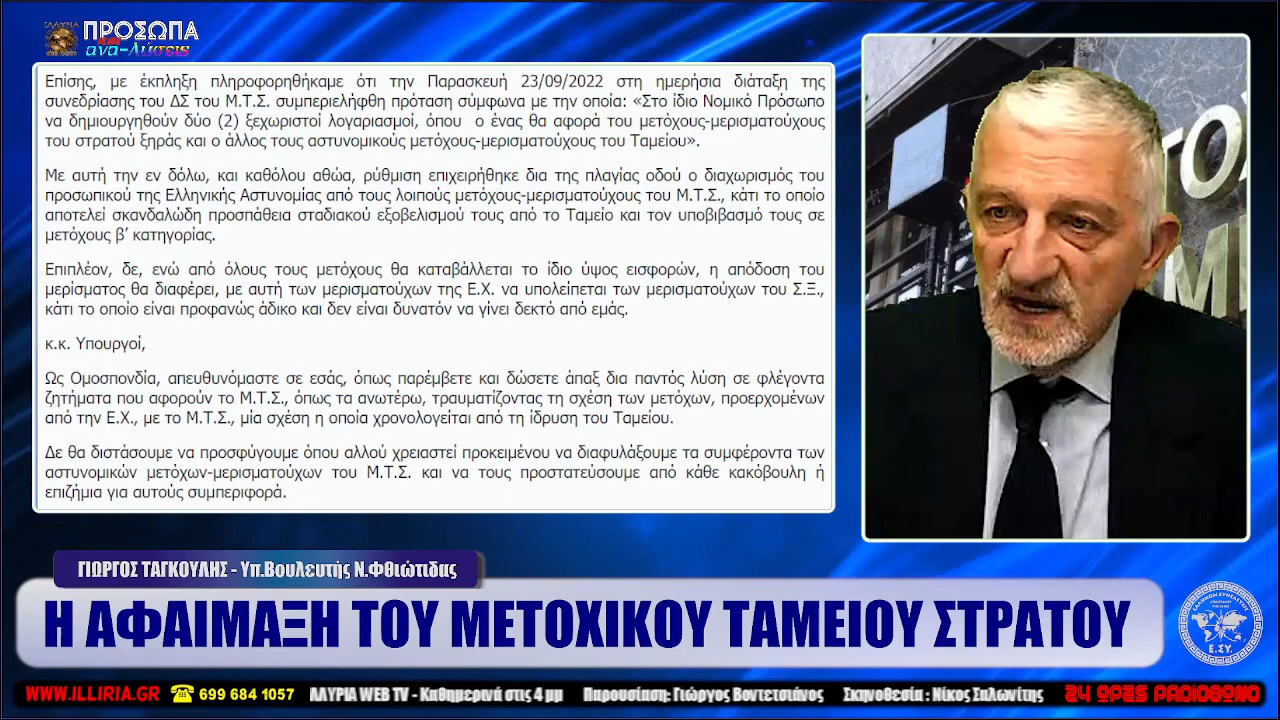 ΙΛΛΥΡΙΑ
ΠΡΟΣΩΠΑ
και
ανα-λύσεις
Επίσης, με έκπληξη πληροφορηθήκαμε ότι την Παρασκευή 23/09/2022 στη ημερήσια διάταξη της
συνεδρίασης του ΔΣ του Μ.Τ.Σ. συμπεριελήφθη πρόταση σύμφωνα με την οποία: «Στο ίδιο Νομικό Πρόσωπο
να δημιουργηθούν δύο (2) ξεχωριστοί λογαριασμοί, όπου ο ένας θα αφορά του μετόχους-μερισματούχους
του στρατού ξηράς και ο άλλος τους αστυνομικούς μετόχους-μερισματούχους του Ταμείου».
Με αυτή την εν δόλω, και καθόλου αθώα, ρύθμιση επιχειρήθηκε δια της πλαγίας οδού ο διαχωρισμός του
προσωπικού της Ελληνικής Αστυνομίας από τους λοιπούς μετόχους-μερισματούχους του Μ.Τ.Σ., κάτι το οποίο
αποτελεί σκανδαλώδη προσπάθεια σταδιακού εξοβελισμού τους από το Ταμείο και τον υποβιβασμό τους σε
μετόχους β’ κατηγορίας.
Επιπλέον, δε, ενώ από όλους τους μετόχους θα καταβάλλεται το ίδιο ύψος εισφορών, η απόδοση του
μερίσματος θα διαφέρει, με αυτή των μερισματούχων της Ε.Χ. να υπολείπεται των μερισματούχων του Σ.Ξ.,
κάτι το οποίο είναι προφανώς άδικο και δεν είναι δυνατόν να γίνει δεκτό από εμάς.
κ.κ. Υπουργοί,
Ως Ομοσπονδία, απευθυνόμαστε σε εσάς, όπως παρέμβετε και δώσετε άπαξ δια παντός λύση σε φλέγοντα
ζητήματα που αφορούν το Μ.Τ.Σ., όπως τα ανωτέρω, τραυματίζοντας τη σχέση των μετόχων, προερχομένων
από την Ε.Χ., με το Μ.Τ.Σ., μία σχέση η οποία χρονολογείται από τη ίδρυση του Ταμείου.
Δε θα διστάσουμε να προσφύγουμε όπου αλλού χρειαστεί προκειμένου να διαφυλάξουμε τα συμφέροντα των
αστυνομικών μετόχων-μερισματούχων του Μ.Τ.Σ. και να τους προστατεύσουμε από κάθε κακόβουλη ή
επιζήμια για αυτούς συμπεριφορά.
ΤΟΧ
Μ
ΓΙΩΡΓΟΣ ΤΑΓΚΟΥΛΗΣ - Υπ.Βουλευτής Ν.Φθιώτιδας
Η ΑΦΑΙΜΑΞΗ ΤΟΥ ΜΕΤΟΧΙΚΟΥ ΤΑΜΕΙΟΥ ΣΤΡΑΤΟΥ
ΕΛΛΗΝΩΝ ΣΥΝΕΛΕΥΣΙΣ
Ε.ΣΥ.
WWW.ILLIRIA.GR ☎ 699 684 1057 ΙΛΛΥΡΙΑ WEB TV - Καθημερινά στις 4 μμ Παρουσίαση: Γιώργος Βοντετσιάνος Σκηνοθεσία : Νίκος Σαλωνίτης 24 ΩΡΕΣ ΡΑΔΙΟΦΩΝΟ